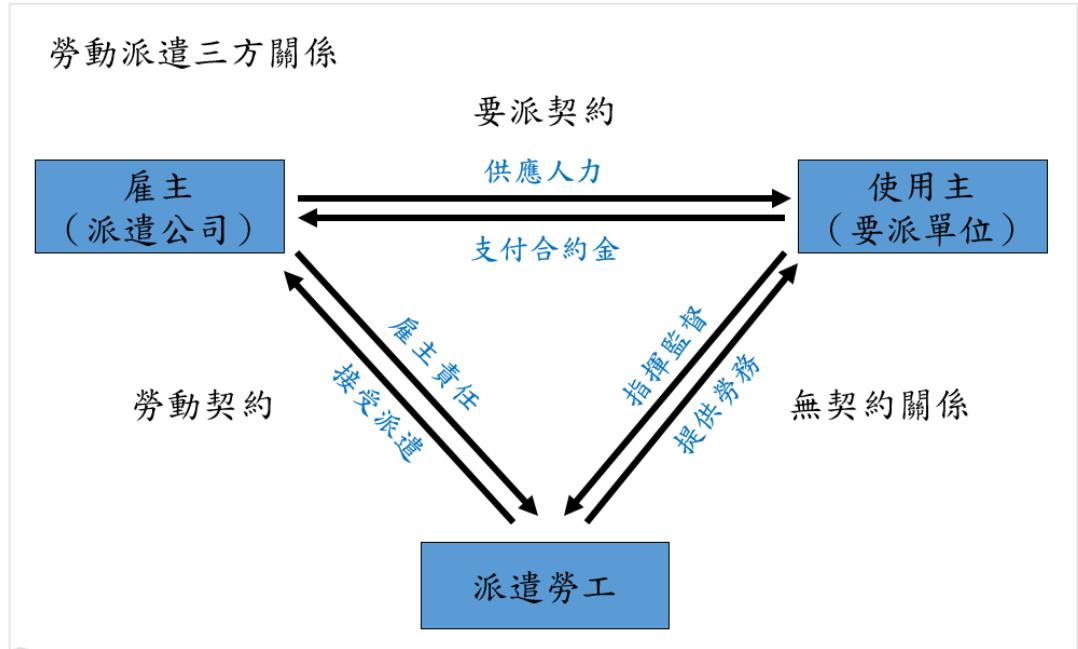 勞動派遣三方關係
要派契約
雇主
（派遣公司）
供應人力
支付合約金
使用主
（要派單位）
雇主責任
接受派遣
勞動契約
指揮監督
提供勞務
無契約關係
派遣勞工